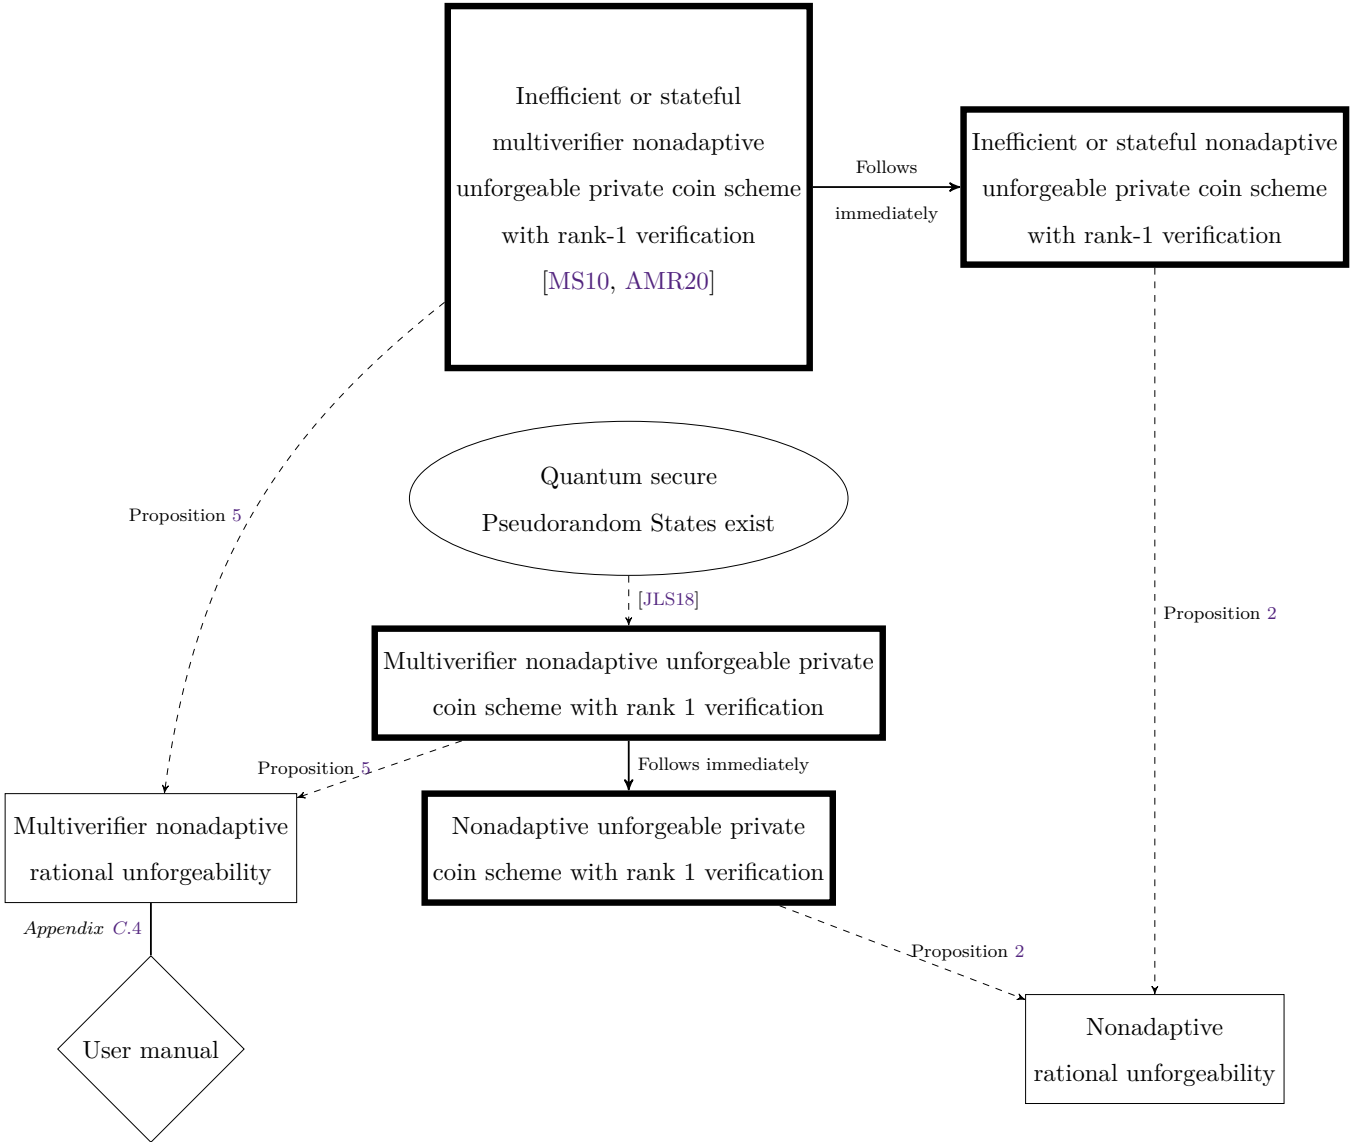 Inefficient or stateful
multiverifier nonadaptive
unforgeable private coin scheme
with rank-1 verification
[MS10, AMR20]
Follows
immediately
Inefficient or stateful nonadaptive
unforgeable private coin scheme
with rank-1 verification
Proposition 5
Quantum secure
Pseudorandom States exist
[JLS18]
Proposition 2
Multiverifier nonadaptive unforgeable private
coin scheme with rank 1 verification
Proposition 5
Follows immediately
Multiverifier nonadaptive
rational unforgeability
Nonadaptive unforgeable private
coin scheme with rank 1 verification
Appendix C.4
Proposition 2
User manual
Nonadaptive
rational unforgeability